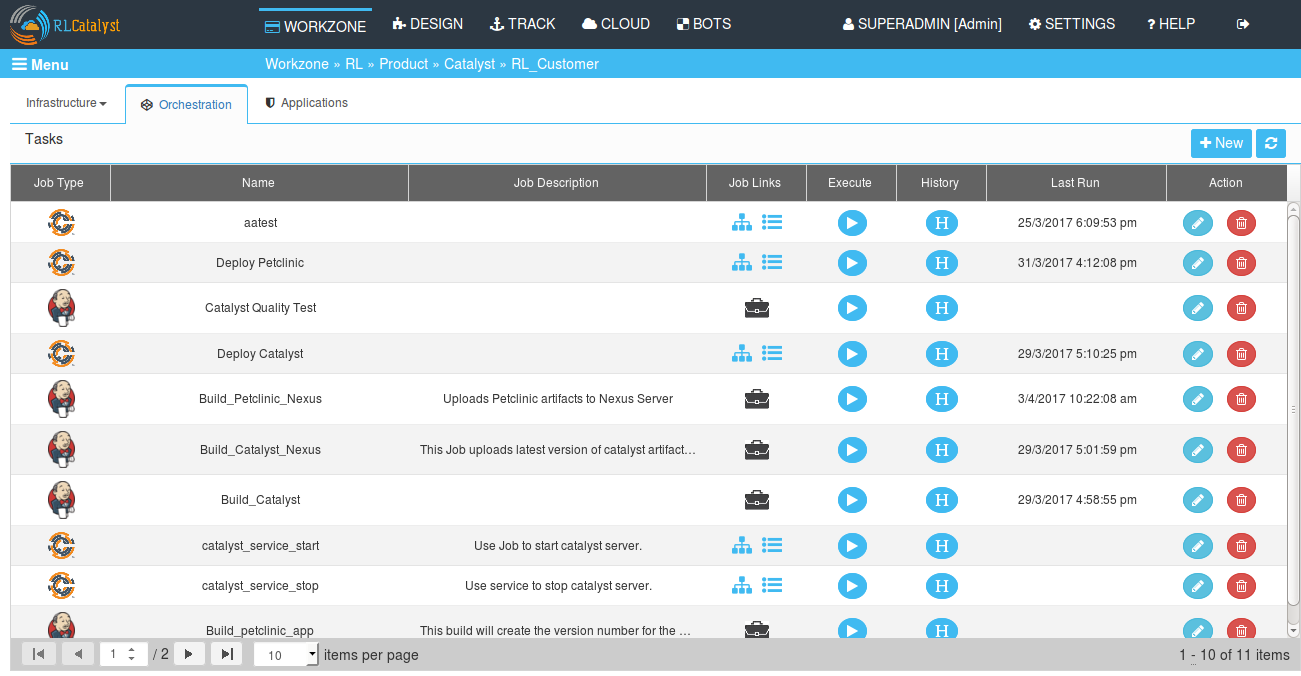 RLCatalyst WORKZONE DESIGN TRACK CLOUD BOTS SUPERADMIN [Admin] SETTINGS ? HELP
Menu Workzone » RL » Product » Catalyst » RL_Customer
Infrastructure Orchestration Applications
Tasks + New
Job Type Name Job Description Job Links Execute History Last Run Action
aatest H 25/3/2017 6:09:53 pm
Deploy Petclinic H 31/3/2017 4:12:08 pm
Catalyst Quality Test H
Deploy Catalyst H 29/3/2017 5:10:25 pm
Build_Petclinic_Nexus Uploads Petclinic artifacts to Nexus Server H 3/4/2017 10:22:08 am
Build_Catalyst_Nexus This Job uploads latest version of catalyst artifact… H 29/3/2017 5:01:59 pm
Build_Catalyst H 29/3/2017 4:58:55 pm
catalyst_service_start Use Job to start catalyst server. H
catalyst_service_stop Use service to stop catalyst server. H
Build_petclinic_app This build will create the version number for the … H
1 / 2 10 items per page 1 - 10 of 11 items